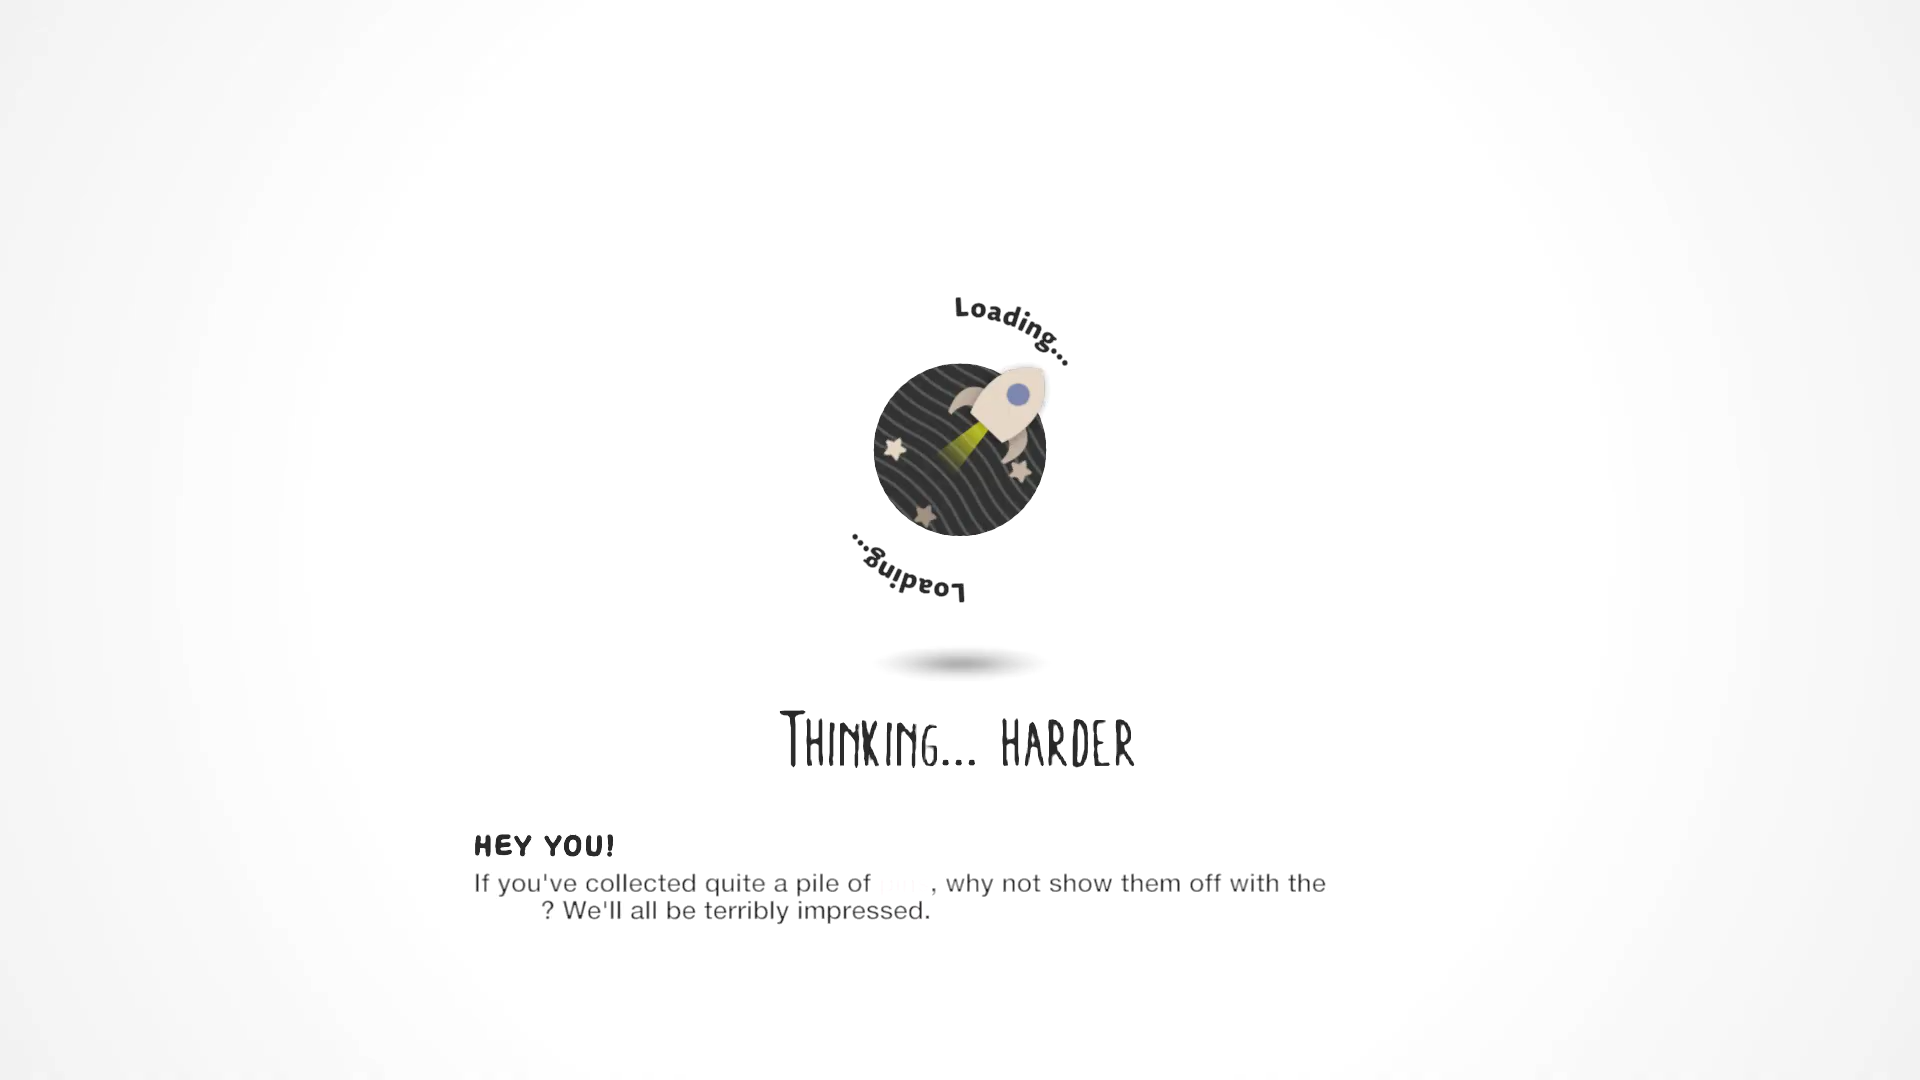 Loading...
Loading...
Thinking... harder
HEY YOU!
If you've collected quite a pile of , why not show them off with the
? We'll all be terribly impressed.